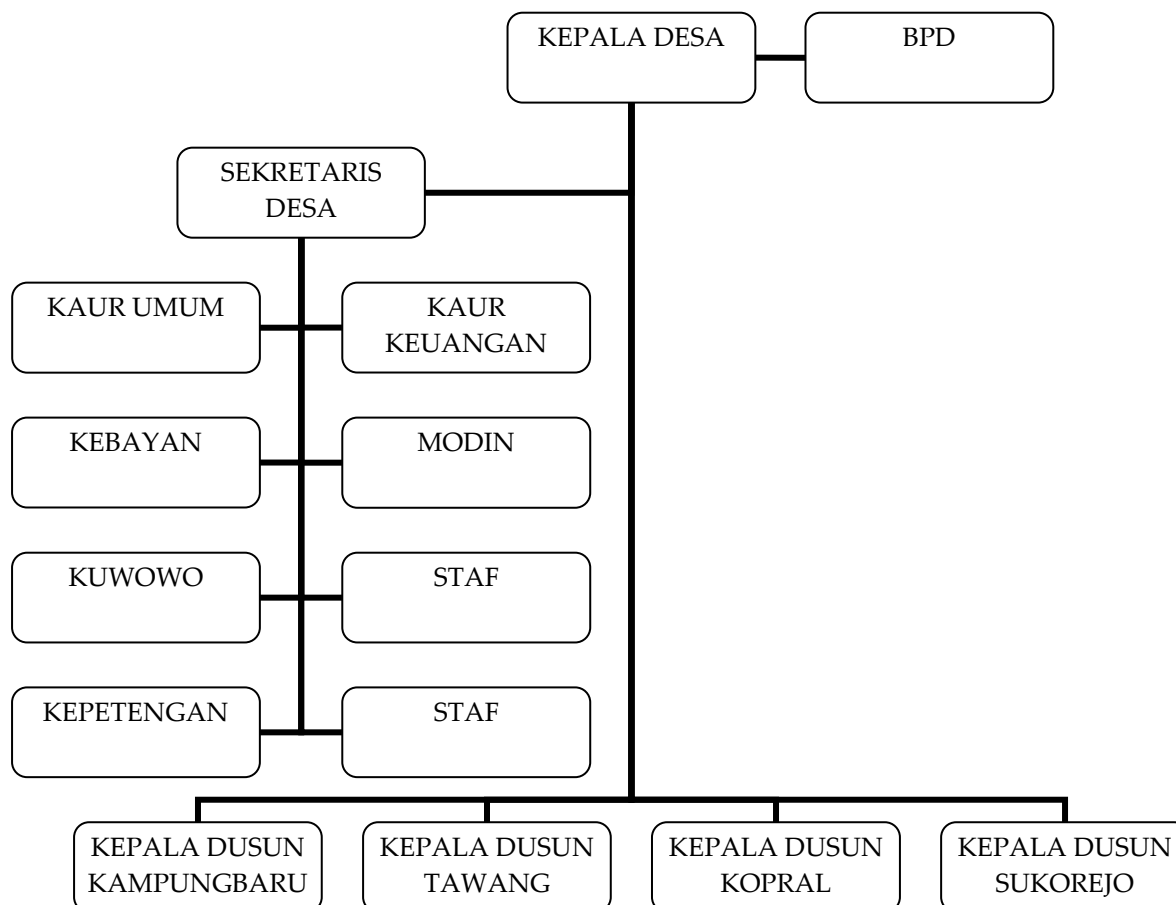 KEPALA DESA
BPD
SEKRETARIS
DESA
KAUR UMUM
KAUR
KEUANGAN
KEBAYAN
MODIN
KUWOWO
STAF
KEPETENGAN
STAF
KEPALA DUSUN
KAMPUNGBARU
KEPALA DUSUN
TAWANG
KEPALA DUSUN
KOPRAL
KEPALA DUSUN
SUKOREJO